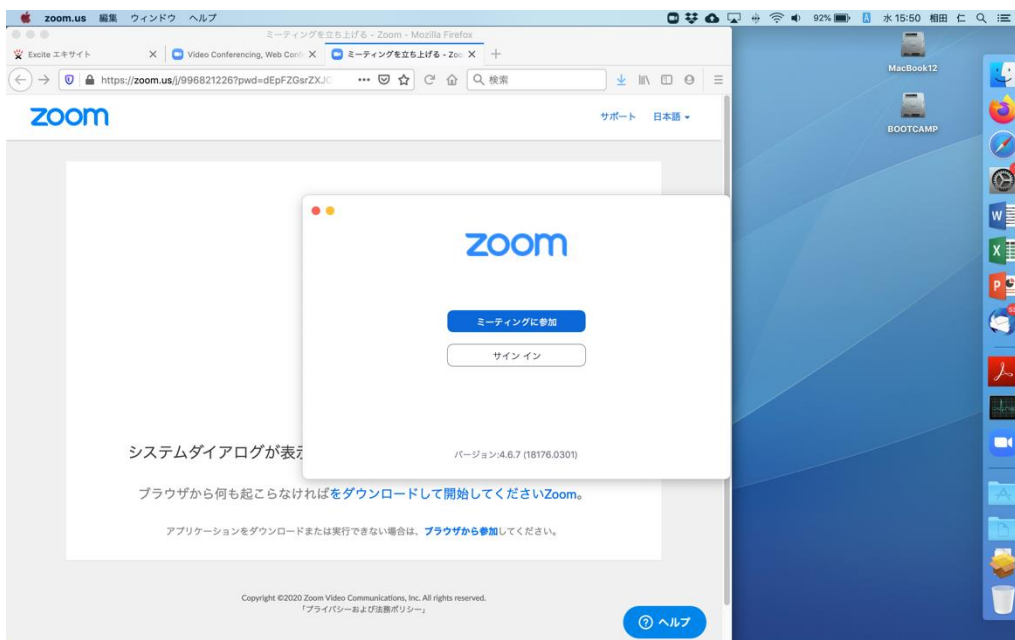 zoom.us 編集 ウィンドウ ヘルプ 92% 水15:50 相田 仁
ミーティングを立ち上げる - Zoom - Mozilla Firefox
Excite エキサイト Video Conferencing, Web Conf ミーティングを立ち上げる - Zoo
https://zoom.us/j/996821226?pwd=dEpFZGsrZXJ 検索
MacBook12
BOOTCAMP
zoom サポート 日本語
zoom
ミーティングに参加
サイン イン
バージョン:4.6.7 (18176.0301)
システムダイアログが表示
ブラウザから何も起こらなければをダウンロードして開始してくださいZoom。
アプリケーションをダウンロードまたは実行できない場合は、ブラウザから参加してください。
Copyright ©2020 Zoom Video Communications, Inc. All rights reserved.
「プライバシーおよび法務ポリシー」
ヘルプ